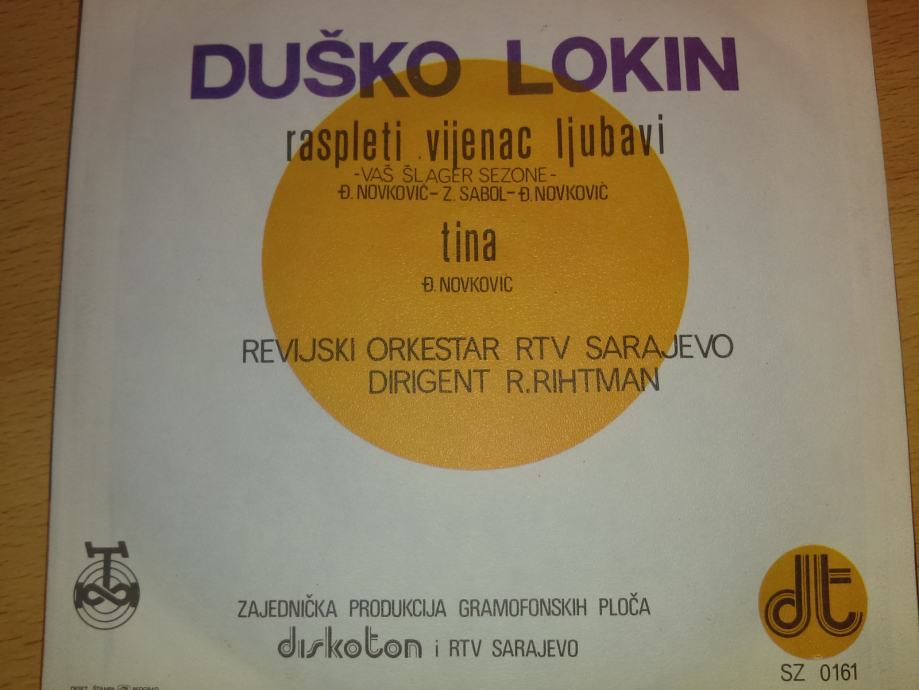 DUŠKO LOKIN
raspleti vijenac ljubavi
-VAŠ ŠLAGER SEZONE-
Đ. NOVKOVIĆ- Z. SABOL- Đ. NOVKOVIĆ
tina
Đ. NOVKOVIĆ
REVIJSKI ORKESTAR RTV SARAJEVO
DIRIGENT R.RIHTMAN
ZAJEDNIČKA PRODUKCIJA GRAMOFONSKIH PLOČA
diskoton i RTV SARAJEVO
dt
SZ 0161